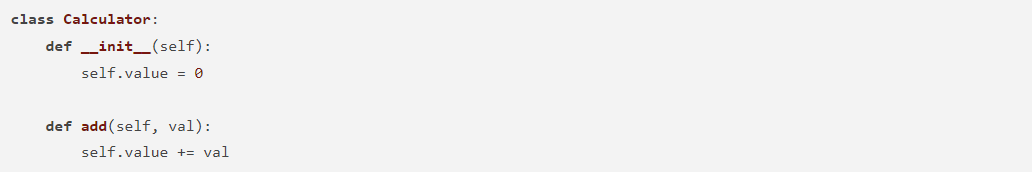 class Calculator:
    def __init__(self):
        self.value = 0

    def add(self, val):
        self.value += val